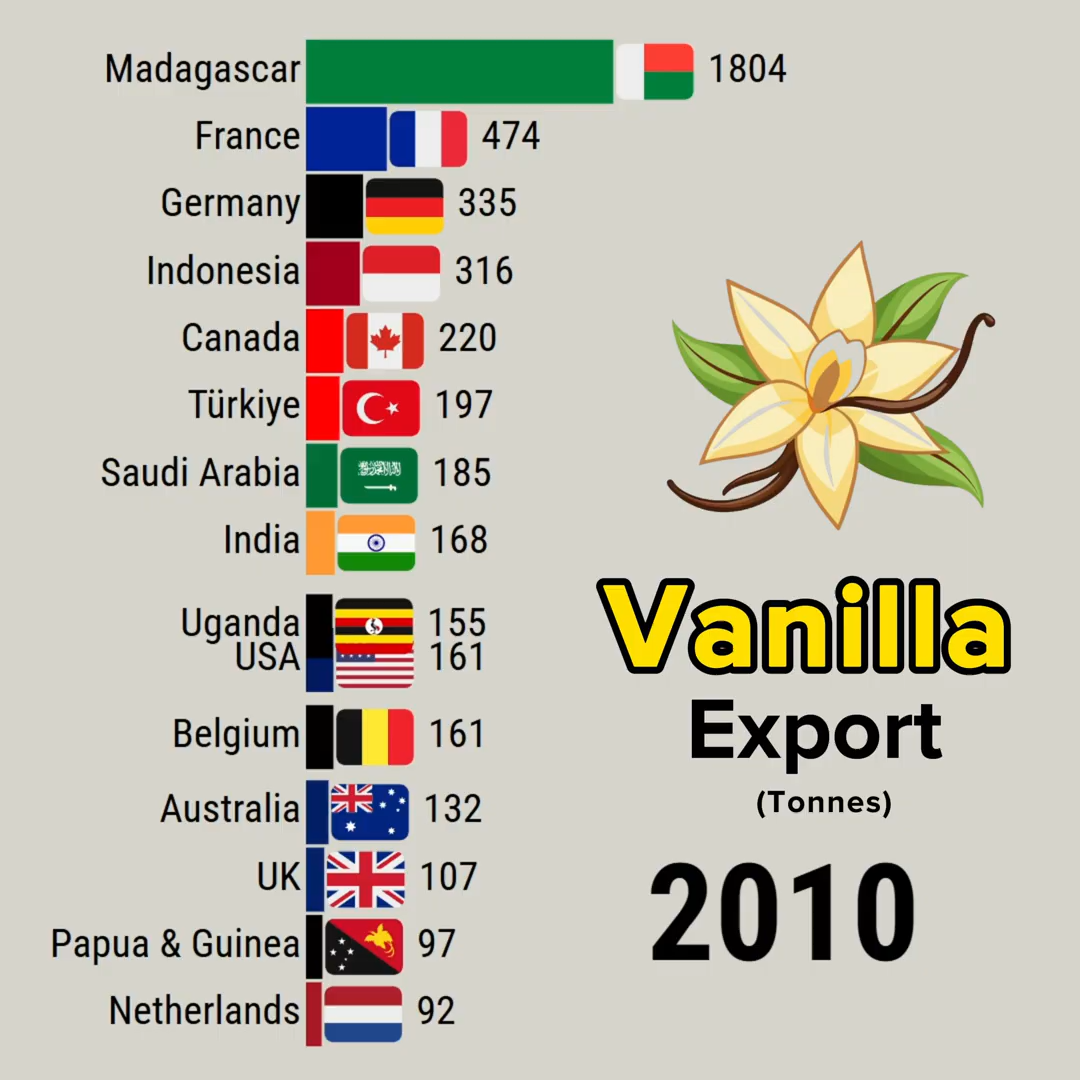 Madagascar 1804
France 474
Germany 335
Indonesia 316
Canada 220
Türkiye 197
Saudi Arabia 185
India 168
Uganda 155
USA 161
Belgium 161
Australia 132
UK 107
Papua & Guinea 97
Netherlands 92
Vanilla
Export
(Tonnes)
2010